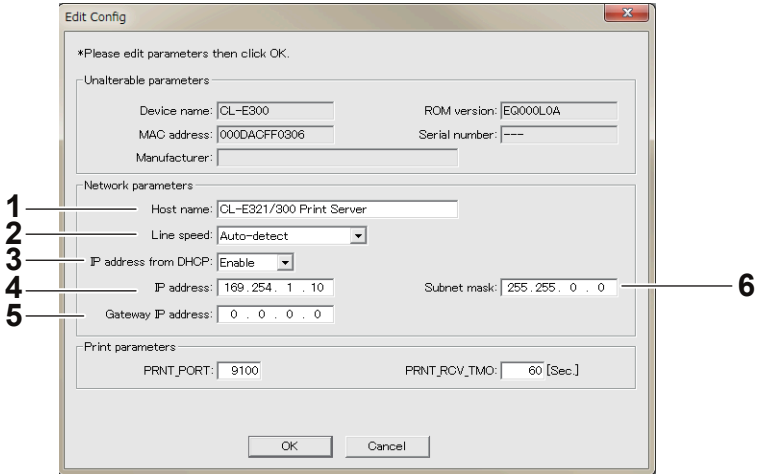 Edit Config
*Please edit parameters then click OK.
Unalterable parameters
Device name: CL-E300 ROM version: EQ000L0A
MAC address: 000DACFF0306 Serial number: ---
Manufacturer:
Network parameters
1 Host name: CL-E321/300 Print Server
2 Line speed: Auto-detect
3 IP address from DHCP: Enable
4 IP address: 169.254. 1 . 10 Subnet mask: 255.255. 0 . 0 6
5 Gateway IP address: 0 . 0 . 0 . 0
Print parameters
PRNT_PORT: 9100 PRNT_RCV_TMO: 60 [Sec.]
OK Cancel